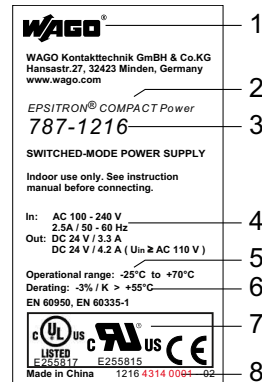 WAGO® 1
WAGO Kontakttechnik GmbH & Co.KG
Hansastr.27, 32423 Minden, Germany
www.wago.com
2
EPSITRON® COMPACT Power
787-1216 3
SWITCHED-MODE POWER SUPPLY
Indoor use only. See instruction
manual before connecting.
In: AC 100 - 240 V 4
2.5A / 50 - 60 Hz
Out: DC 24 V / 3.3 A
DC 24 V / 4.2 A ( Uin ≥ AC 110 V )
5
Operational range: -25°C to +70°C
Derating: -3% / K > +55°C 6
EN 60950, EN 60335-1
7
c UL US LISTED c RU® US CE
E255817 E255815
Made in China 1216 4314 0001 02 8